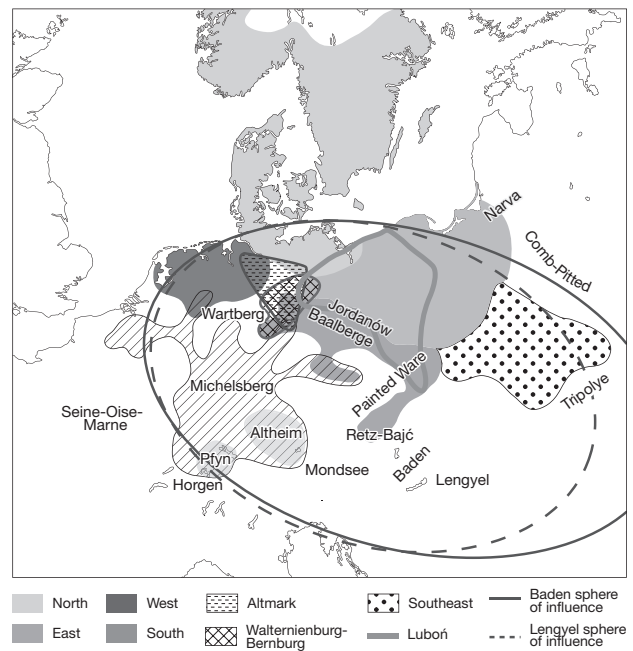 Narva
Comb-Pitted
Wartberg
Jordanów
Baalberge
Michelsberg
Painted Ware
Tripolye
Seine-Oise-
Marne
Altheim
Retz-Bajć
Pfyn
Mondsee
Baden
Horgen
Lengyel
North
West
Altmark
Southeast
Baden sphere
of influence
East
South
Walternienburg-
Bernburg
Luboń
Lengyel sphere
of influence